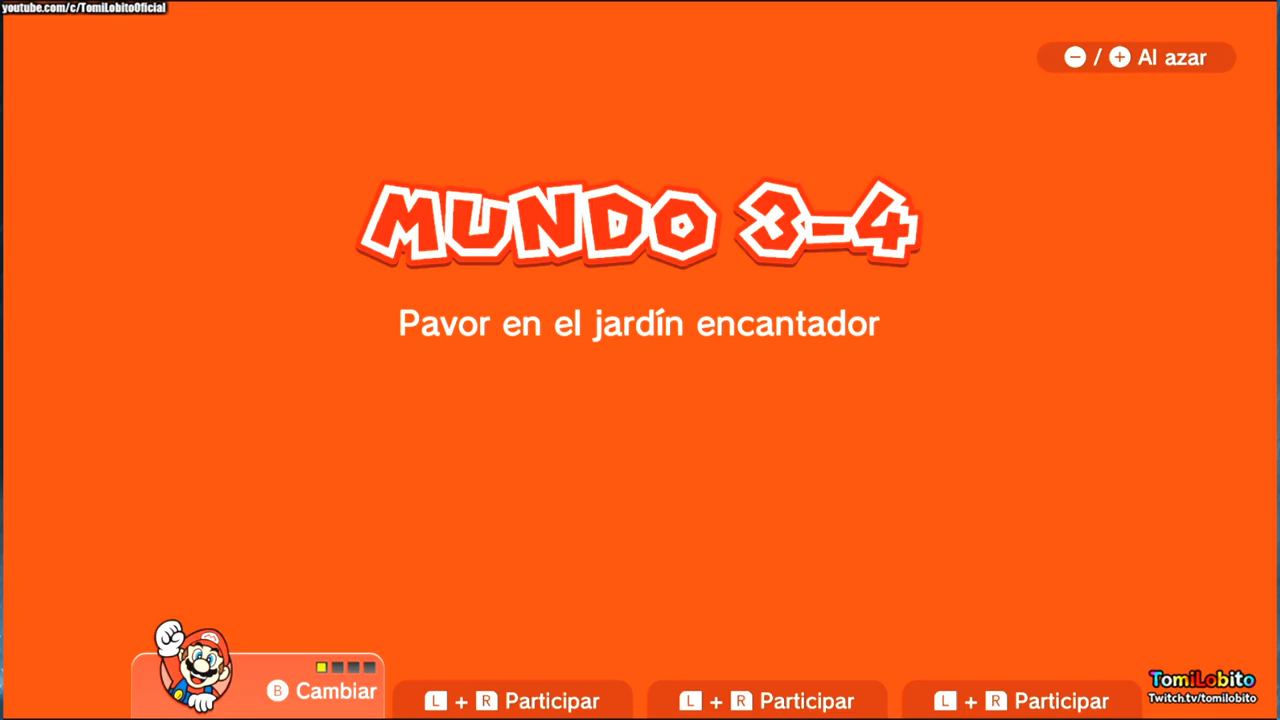 youtube.com/c/TomiLobitoOficial
− / + Al azar
MUNDO 3-4
Pavor en el jardín encantador
B Cambiar
L + R Participar
L + R Participar
L + R Participar
TomiLobito
Twitch.tv/tomilobito